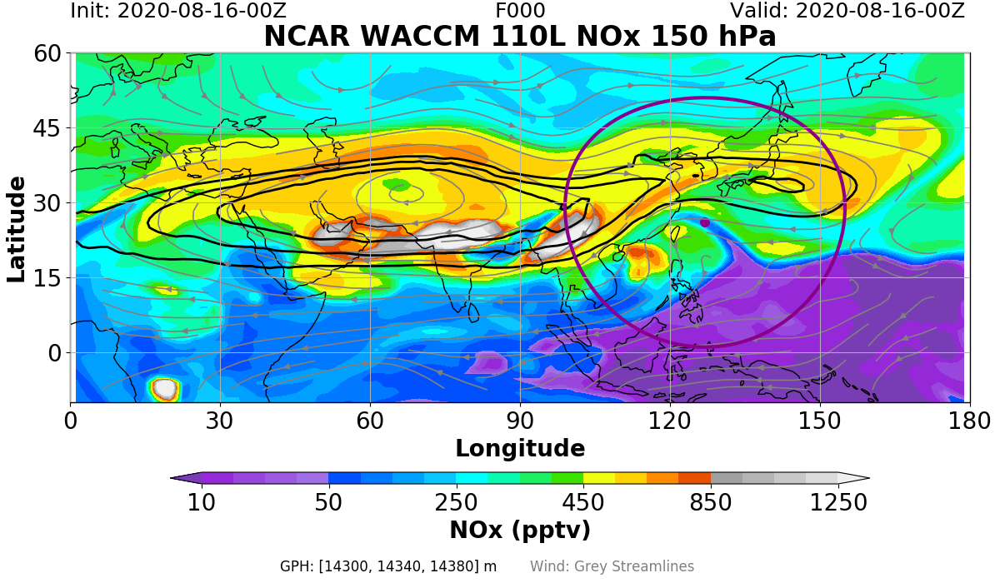 Init: 2020-08-16-00Z F000 Valid: 2020-08-16-00Z
NCAR WACCM 110L NOx 150 hPa
60
45
30
15
0
Latitude
0 30 60 90 120 150 180
Longitude
10 50 250 450 850 1250
NOx (pptv)
GPH: [14300, 14340, 14380] m Wind: Grey Streamlines